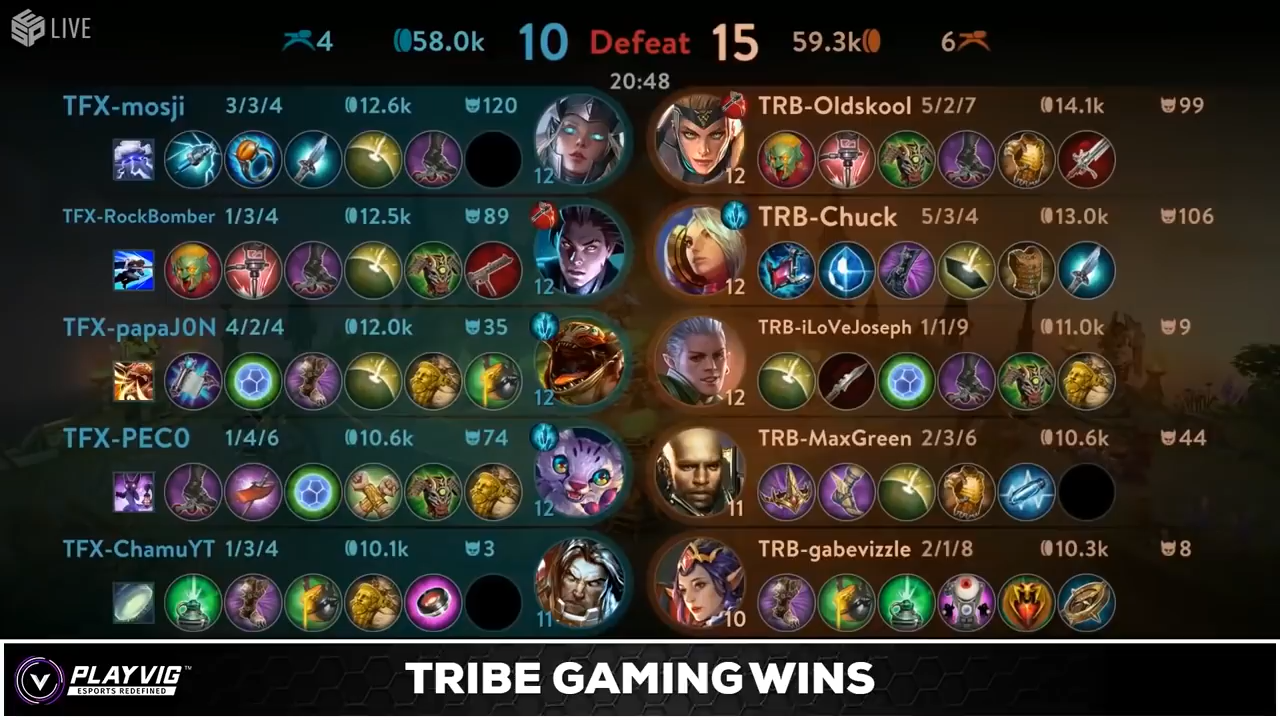 ESP LIVE
4 58.0k 10 Defeat 15 59.3k 6
20:48
TFX-mosji 3/3/4 12.6k 120 12
12 TRB-Oldskool 5/2/7 14.1k 99
TFX-RockBomber 1/3/4 12.5k 89 12
12 TRB-Chuck 5/3/4 13.0k 106
TFX-papaJ0N 4/2/4 12.0k 35 12
12 TRB-iLoVeJoseph 1/1/9 11.0k 9
TFX-PEC0 1/4/6 10.6k 74 12
11 TRB-MaxGreen 2/3/6 10.6k 44
TFX-ChamuYT 1/3/4 10.1k 3 11
10 TRB-gabevizzle 2/1/8 10.3k 8
V PLAYVIG™
ESPORTS REDEFINED
TRIBE GAMING WINS